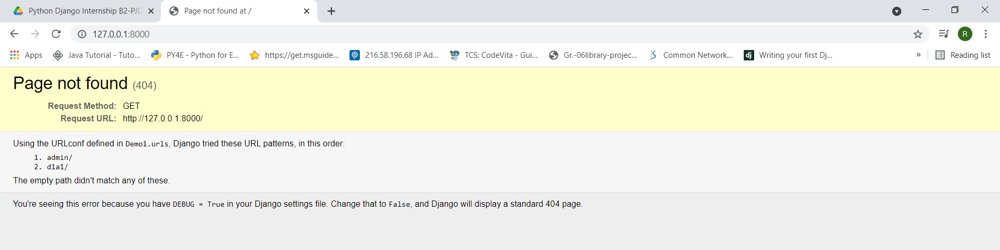 Python Django Internship B2-PJD
Page not found at /
127.0.0.1:8000
R
Apps
Java Tutorial - Tuto...
PY4E - Python for E...
https://get.msguide...
216.58.196.68 IP Ad...
TCS: CodeVita - Gui...
Gr.-06library-projec...
Common Network...
dj
Writing your first Dj...
»
Reading list
Page not found (404)
Request Method: GET
Request URL: http://127.0.0.1:8000/
Using the URLconf defined in Demo1.urls, Django tried these URL patterns, in this order:
1. admin/
2. d1a1/
The empty path didn't match any of these.
You're seeing this error because you have DEBUG = True in your Django settings file. Change that to False, and Django will display a standard 404 page.